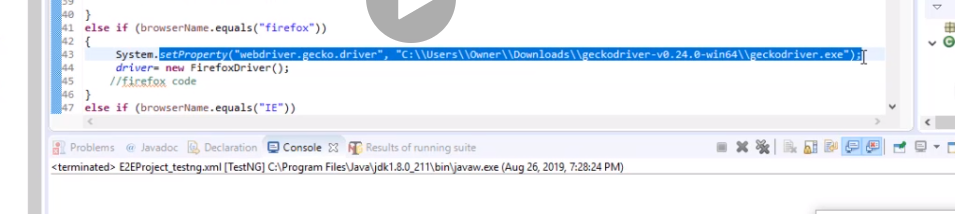 40 }
41 else if (browserName.equals("firefox"))
42 {
43 System.setProperty("webdriver.gecko.driver", "C:\\Users\\Owner\\Downloads\\geckodriver-v0.24.0-win64\\geckodriver.exe");
44 driver= new FirefoxDriver();
45 //firefox code
46 }
47 else if (browserName.equals("IE"))
Problems @ Javadoc Declaration Console Results of running suite
<terminated> E2EProject_testng.xml [TestNG] C:\Program Files\Java\jdk1.8.0_211\bin\javaw.exe (Aug 26, 2019, 7:28:24 PM)